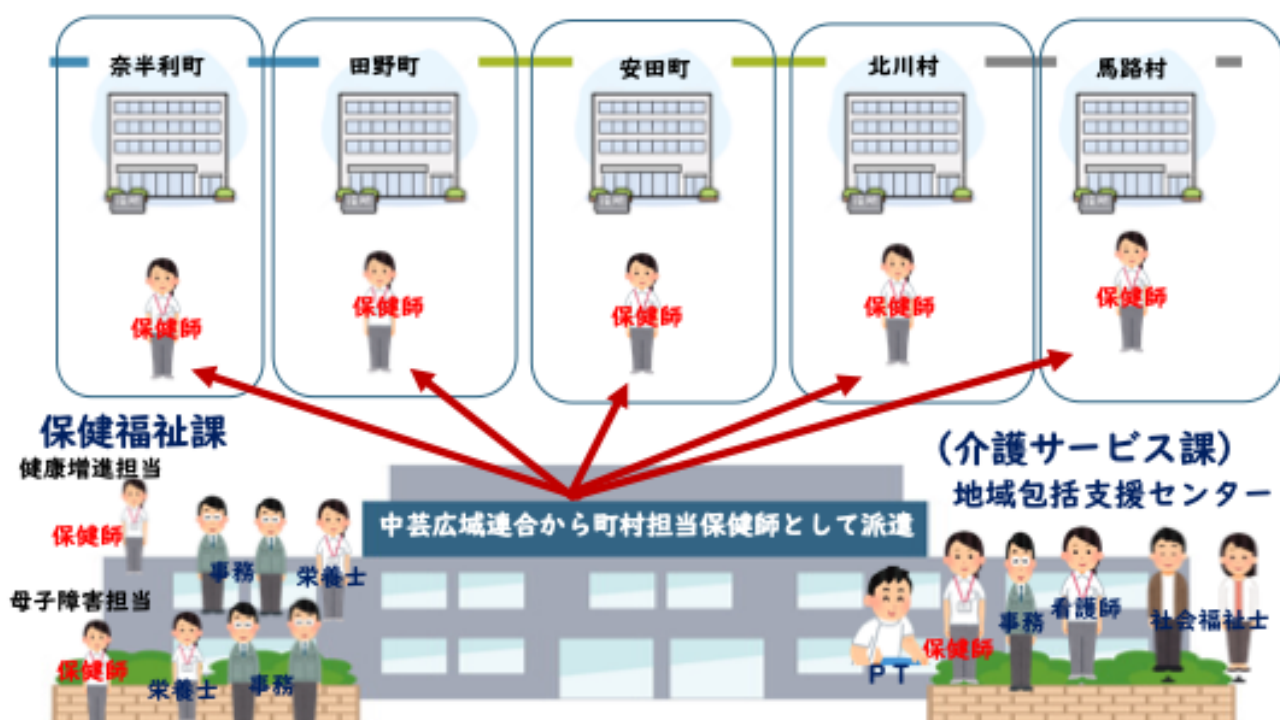 奈半利町
田野町
安田町
北川村
馬路村
保健師
保健師
保健師
保健師
保健師
保健福祉課
健康増進担当
保健師
事務
栄養士
母子障害担当
保健師
栄養士
事務
中芸広域連合から町村担当保健師として派遣
（介護サービス課）
地域包括支援センター
PT
保健師
事務
看護師
社会福祉士